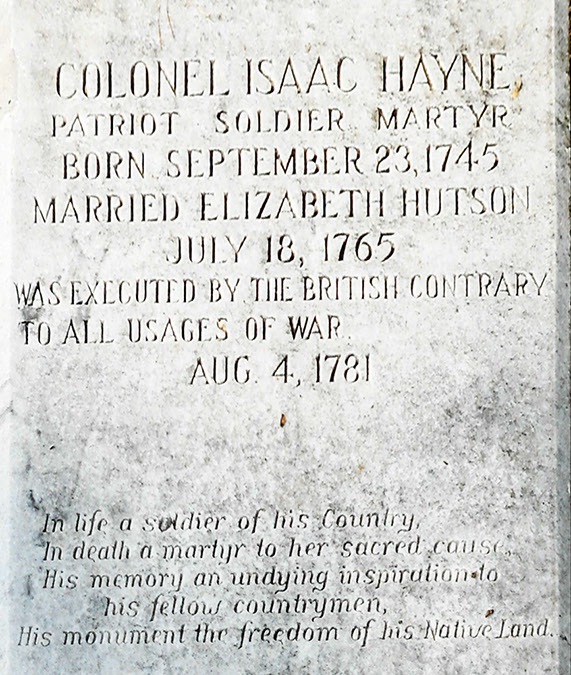 COLONEL ISAAC HAYNE,
PATRIOT SOLDIER MARTYR
BORN SEPTEMBER 23, 1745
MARRIED ELIZABETH HUTSON
JULY 18, 1765
WAS EXECUTED BY THE BRITISH CONTRARY
TO ALL USAGES OF WAR.
AUG. 4, 1781
In life a soldier of his Country,
In death a martyr to her sacred cause,
His memory an undying inspiration to
his fellow countrymen,
His monument the freedom of his Native Land.